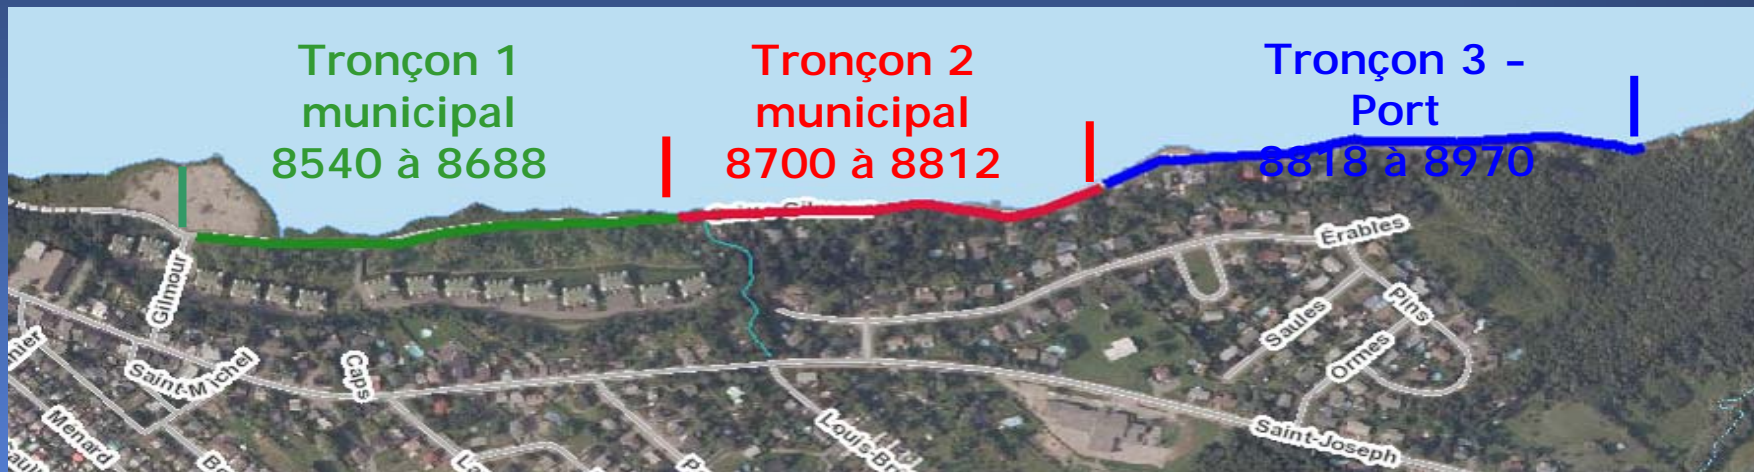 Tronçon 1
municipal
8540 à 8688
Tronçon 2
municipal
8700 à 8812
Tronçon 3 –
Port
8818 à 8970
Érables
Gilmour
Pins
Saules
Ormes
Caps
Saint-Michel
Ménard
Saint-Joseph